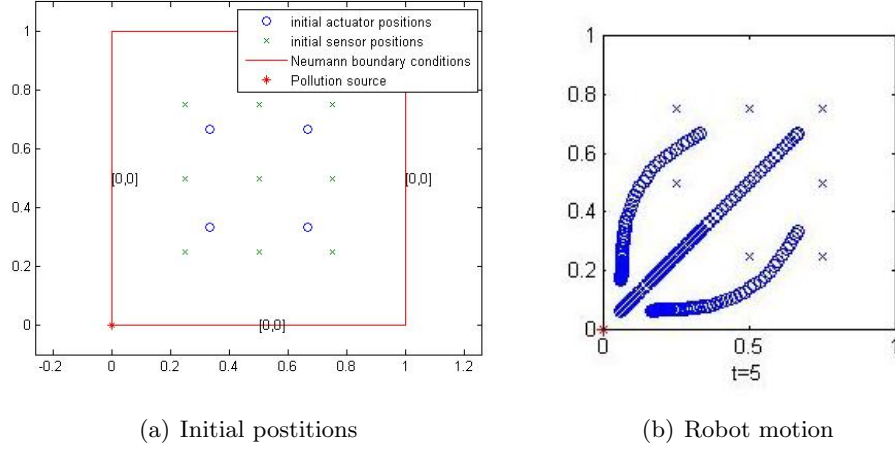 initial actuator positions
initial sensor positions
Neumann boundary conditions
Pollution source
1
0.8
0.6
0.4
0.2
0
[0,0]
[0,0]
[0,0]
-0.2 0 0.2 0.4 0.6 0.8 1 1.2
(a) Initial postitions
1
0.8
0.6
0.4
0.2
0
0 0.5 1
t=5
(b) Robot motion